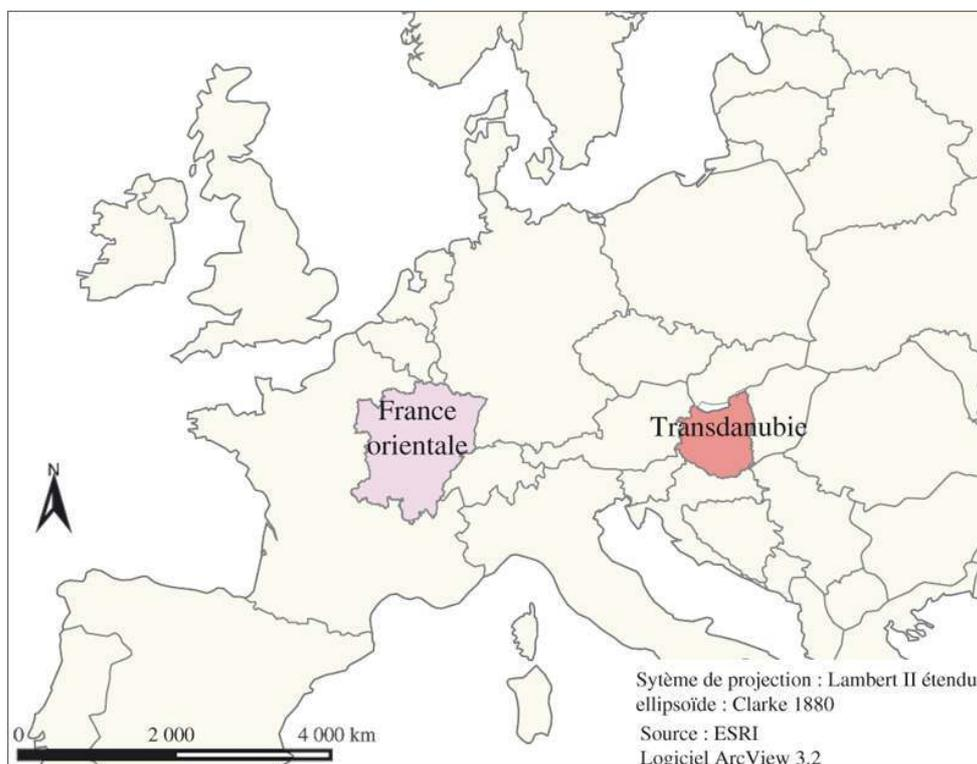 France
orientale
Transdanubie
N
Sytème de projection : Lambert II étendu
ellipsoïde : Clarke 1880
Source : ESRI
Logiciel ArcView 3.2
0 2 000 4 000 km